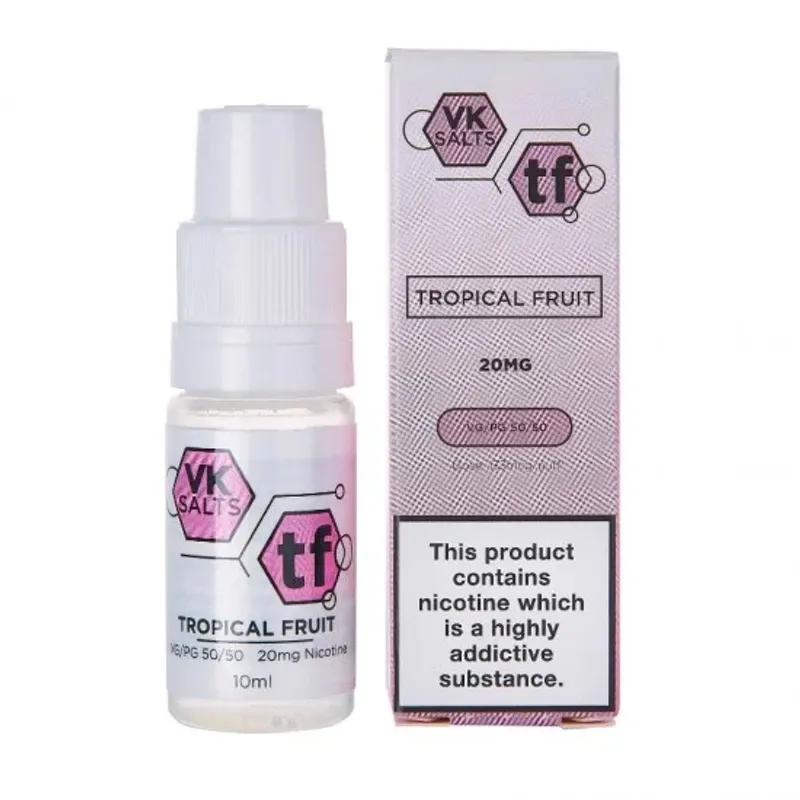 VK
SALTS
tf
TROPICAL FRUIT
VG/PG 50/50 20mg Nicotine
10ml
VK
SALTS
tf
TROPICAL FRUIT
20MG
VG/PG 50/50
This product
contains
nicotine which
is a highly
addictive
substance.